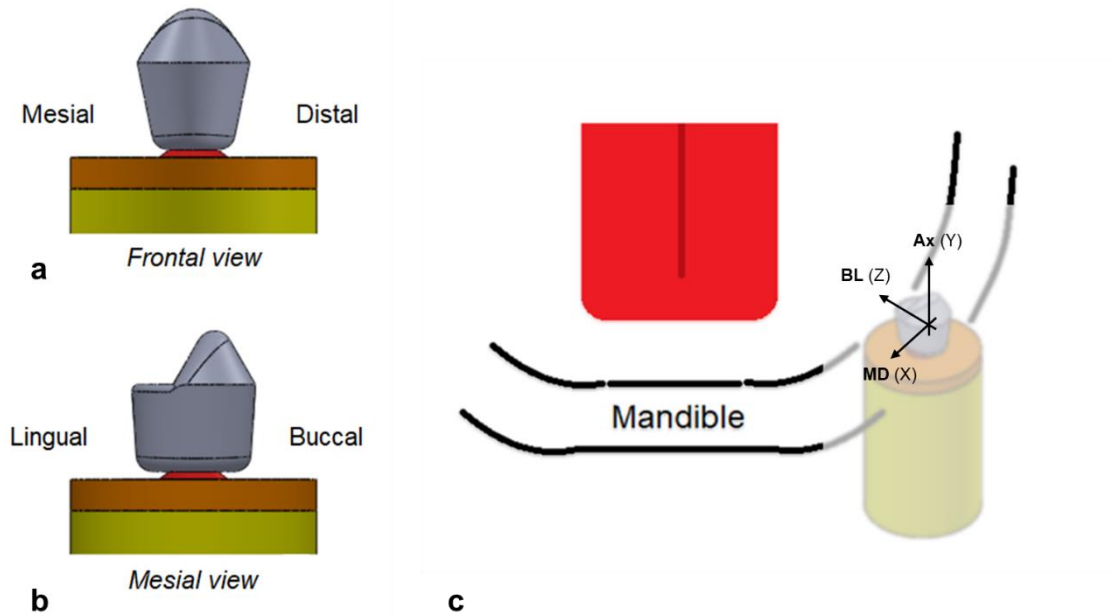 Mesial
Distal
Frontal view
a
Lingual
Buccal
Mesial view
b
Ax (Y)
BL (Z)
MD (X)
Mandible
c